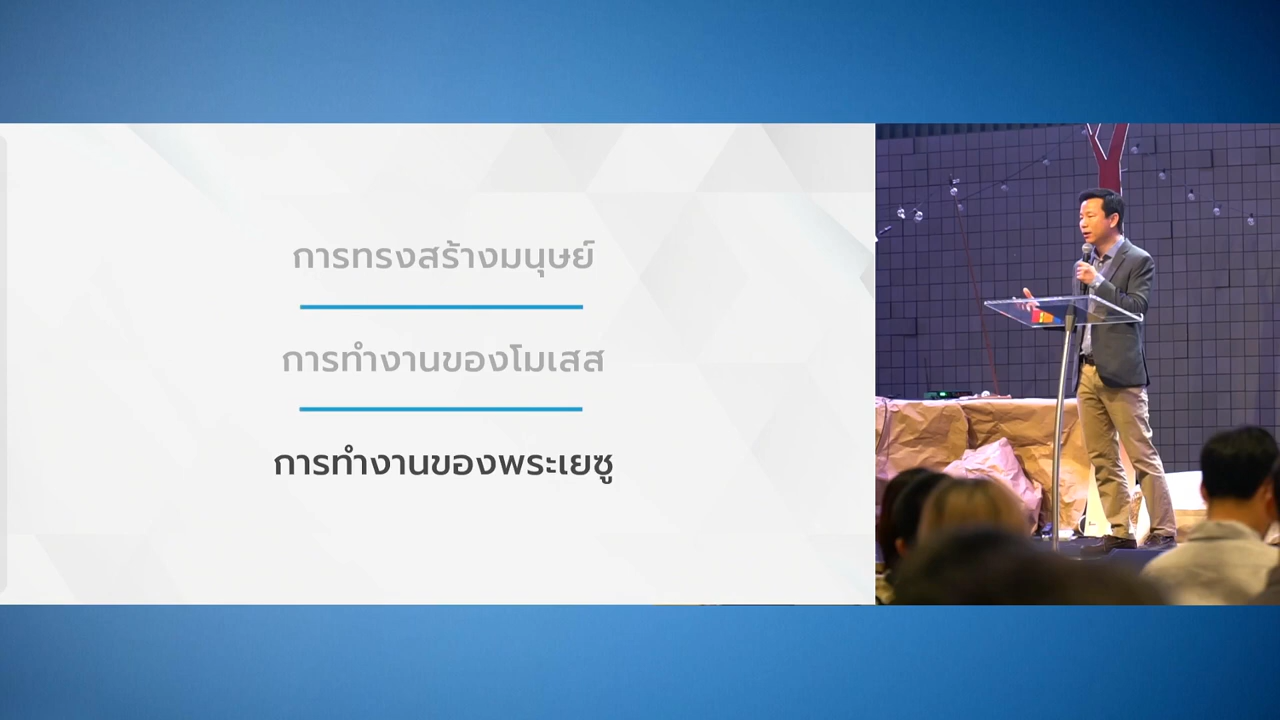 การทรงสร้างมนุษย์
การทำงานของโมเสส
การทำงานของพระเยซู